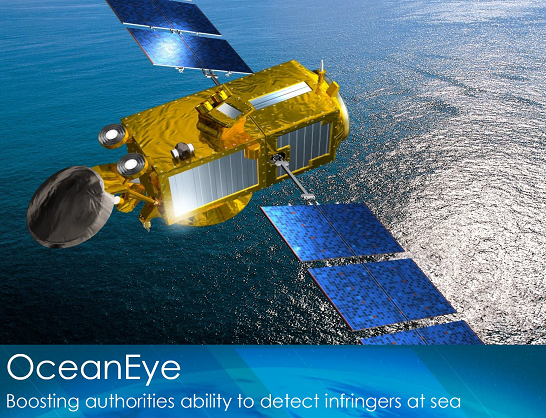 OceanEye
Boosting authorities ability to detect infringers at sea